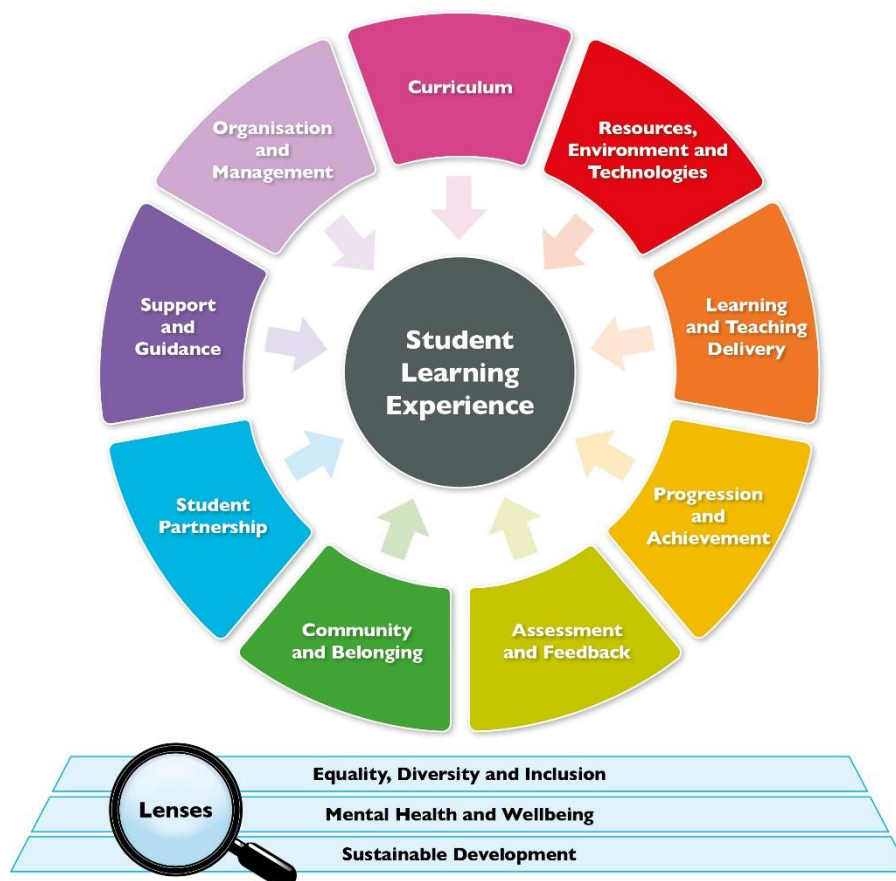 Curriculum
Resources,
Environment and
Technologies
Learning
and Teaching
Delivery
Progression
and
Achievement
Assessment
and Feedback
Community
and Belonging
Student
Partnership
Support
and
Guidance
Organisation
and
Management
Student
Learning
Experience
Lenses
Equality, Diversity and Inclusion
Mental Health and Wellbeing
Sustainable Development